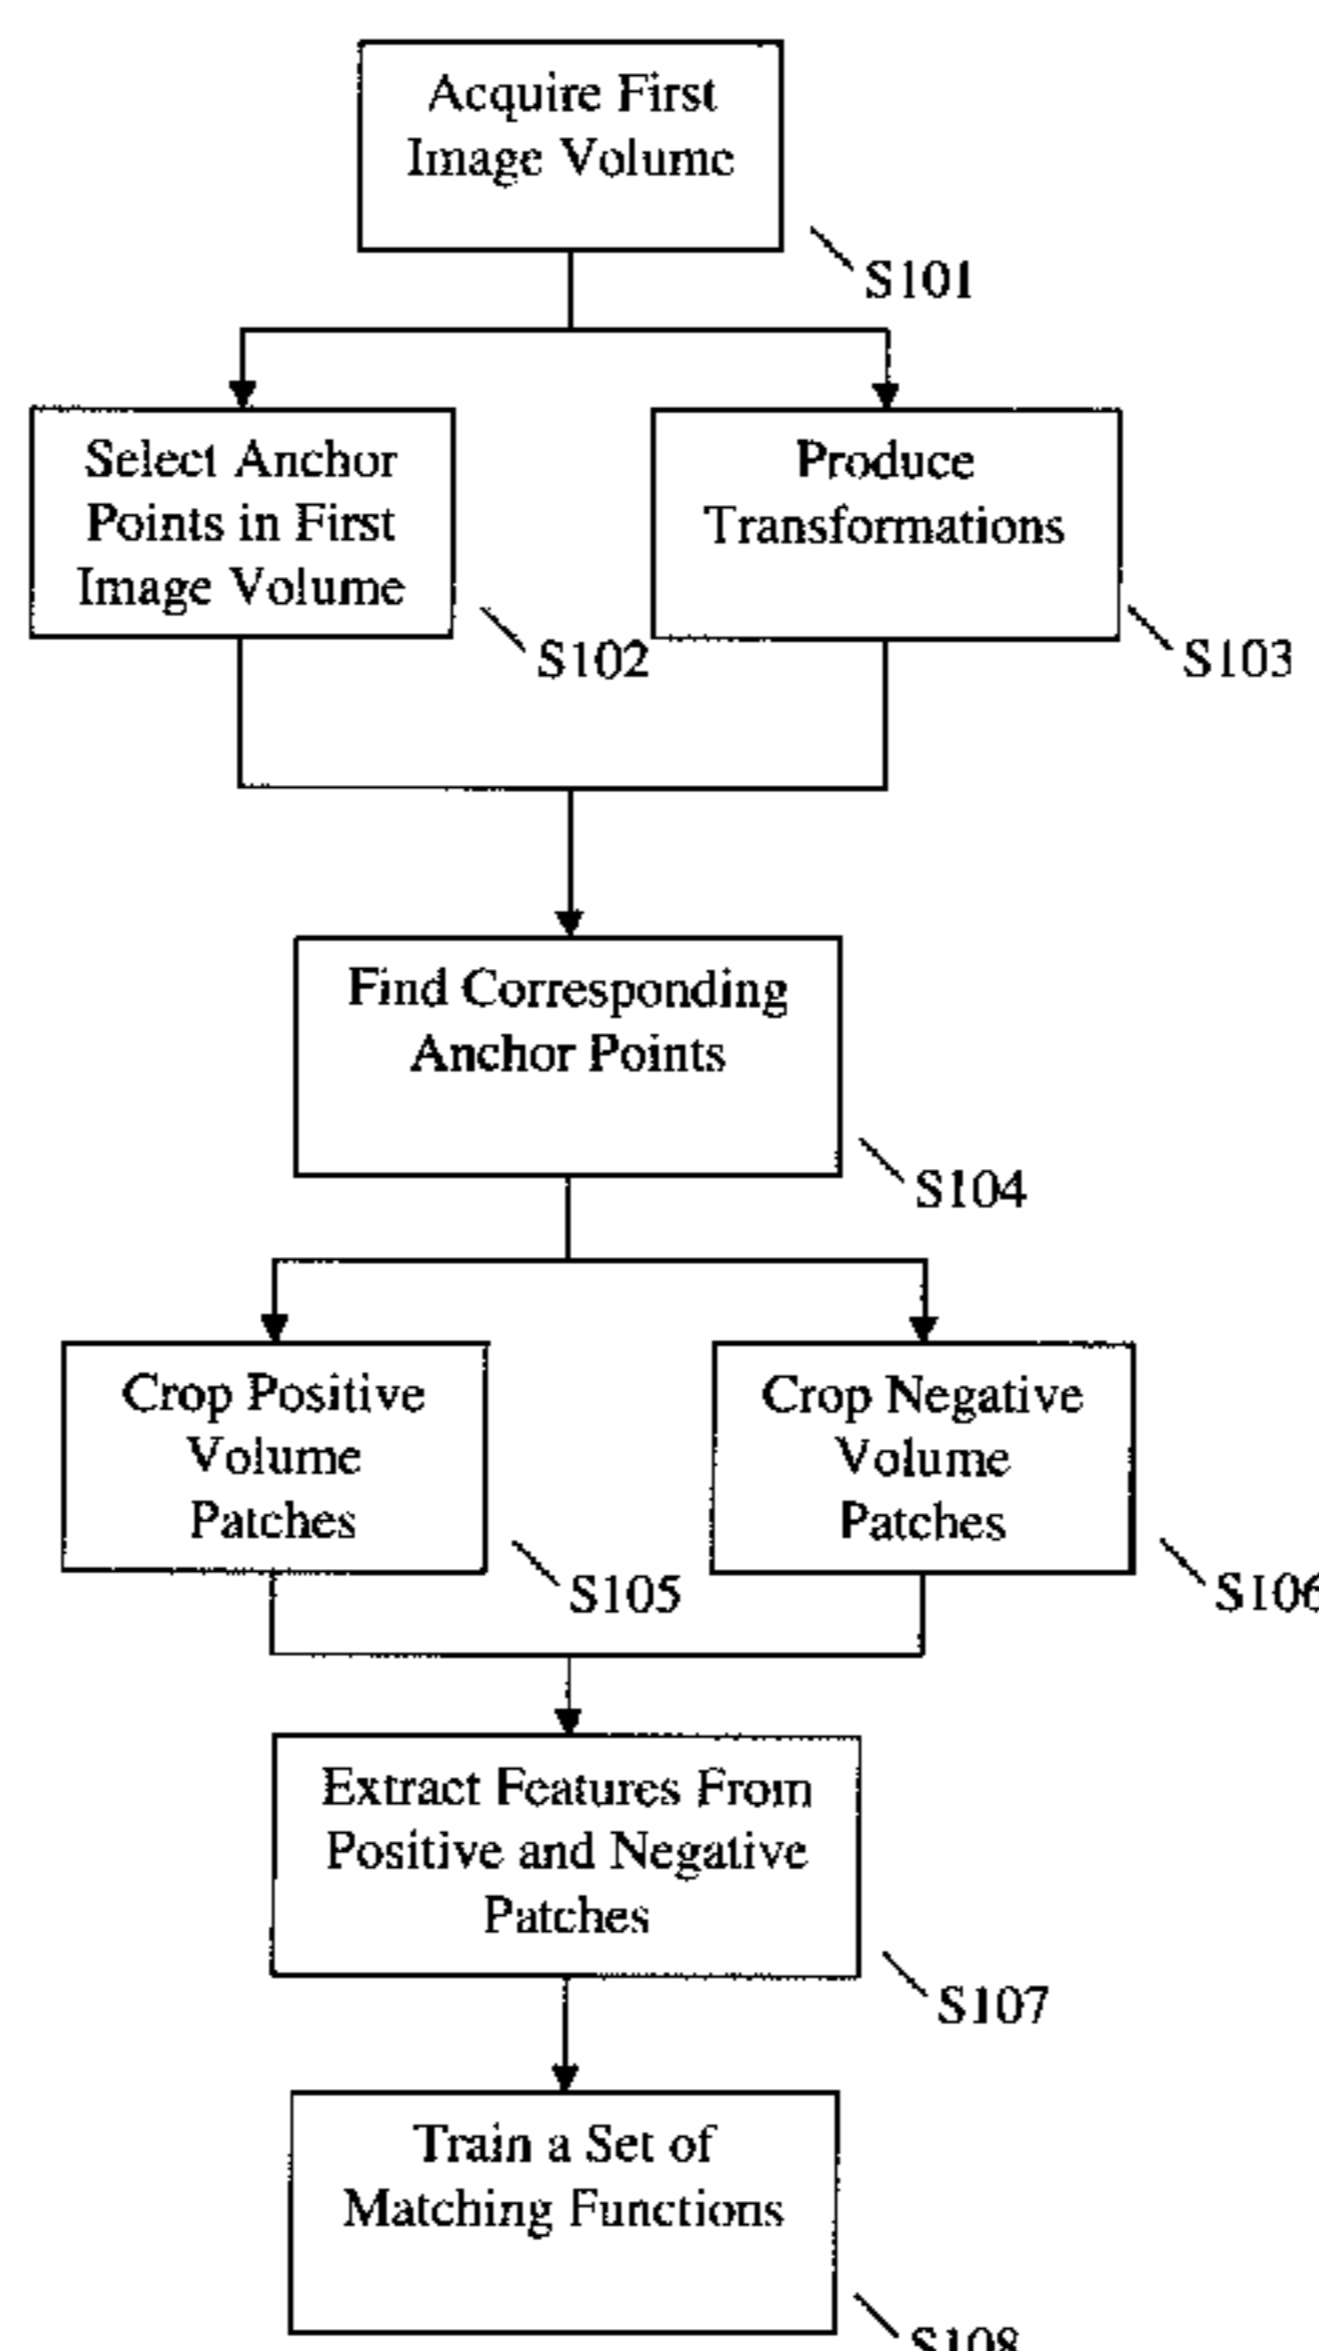 Acquire First
Image Volume
S101
Select Anchor
Points in First
Image Volume
S102
Produce
Transformations
S103
Find Corresponding
Anchor Points
S104
Crop Positive
Volume
Patches
S105
Crop Negative
Volume
Patches
S106
Extract Features From
Positive and Negative
Patches
S107
Train a Set of
Matching Functions
S108